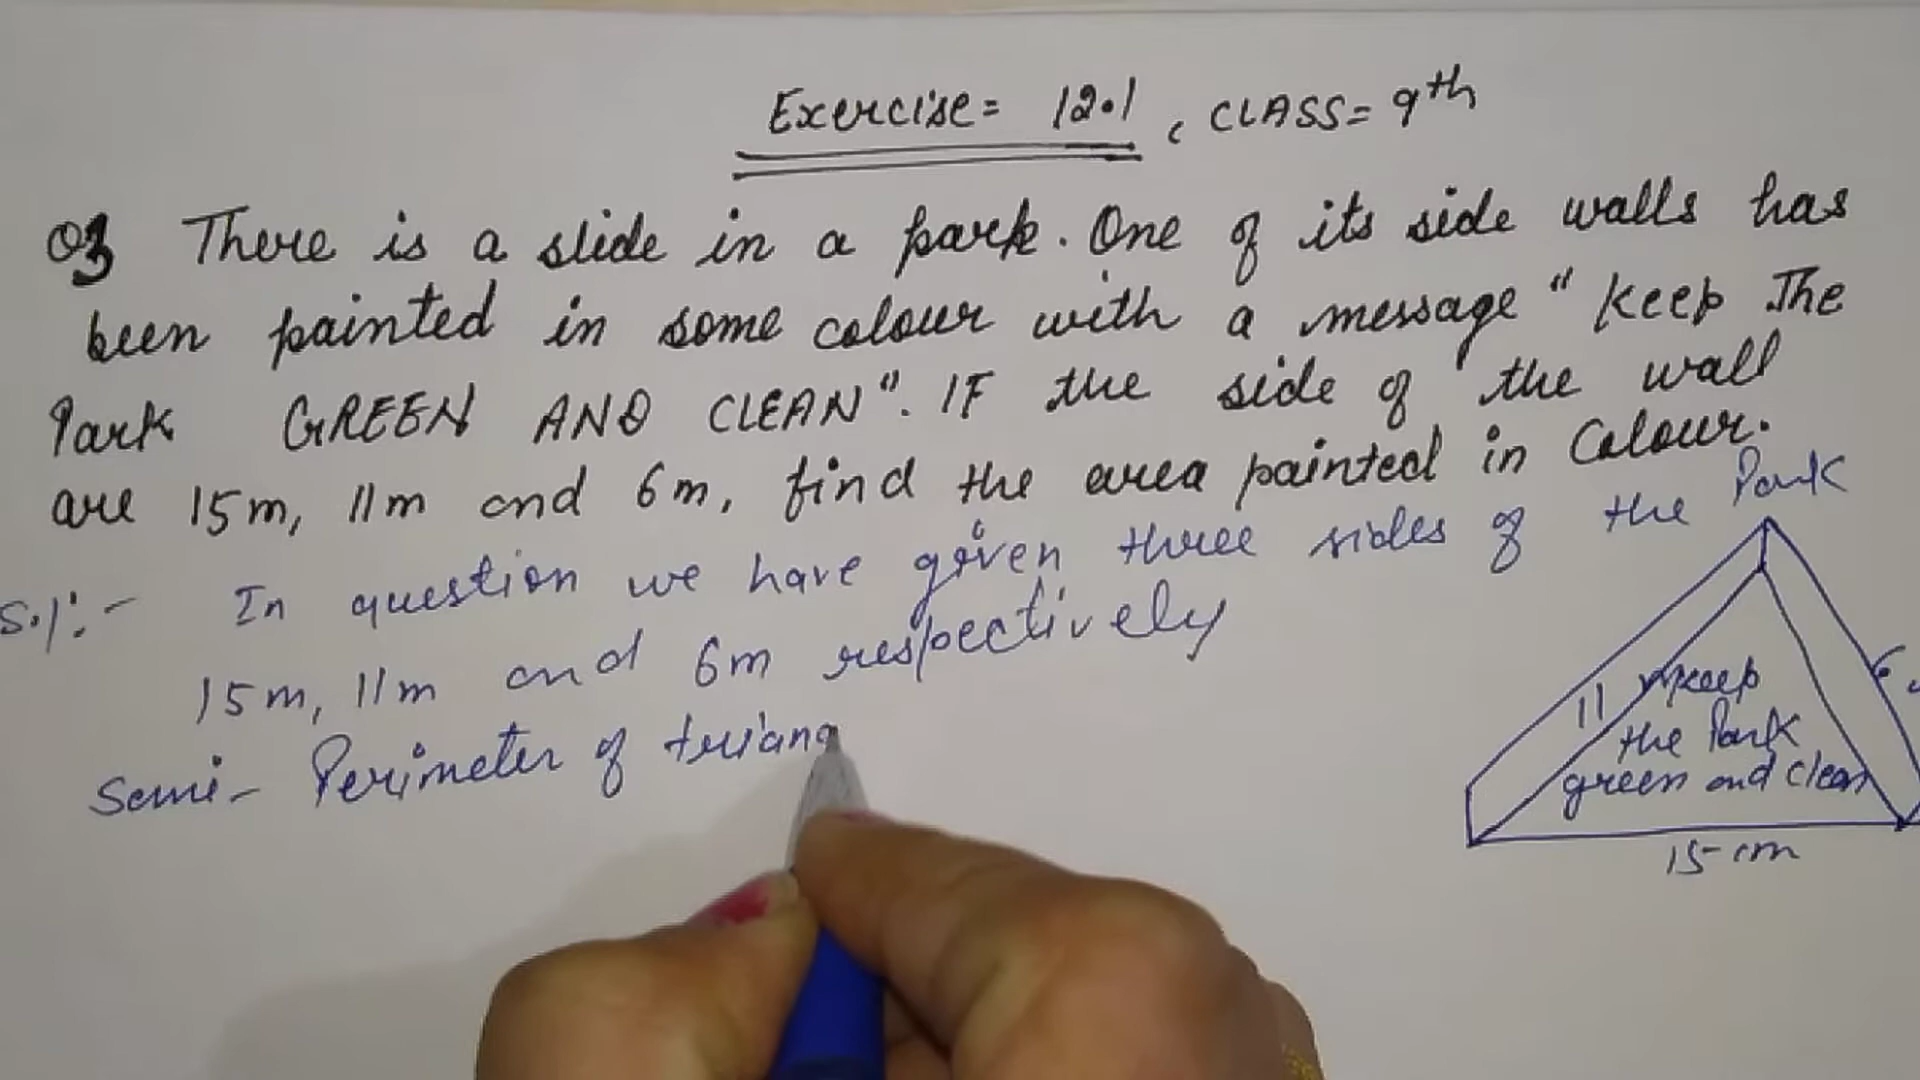 Exercise = 12.1, CLASS = 9th
Q3 There is a slide in a park. One of its side walls has
been painted in some colour with a message "Keep The
Park GREEN AND CLEAN". IF the side of the wall
are 15m, 11m and 6m, find the area painted in Colour.
Sol:- In question we have given three sides of the Park
15m, 11m and 6m respectively
Semi-Perimeter of triang
11
6
keep
the Park
green and clean
15 cm